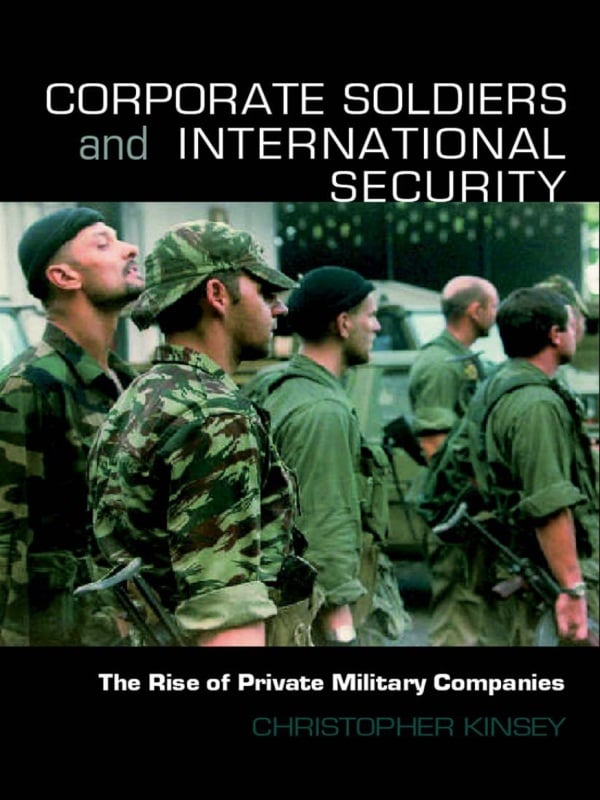 CORPORATE SOLDIERS
and INTERNATIONAL
SECURITY
The Rise of Private Military Companies
CHRISTOPHER KINSEY